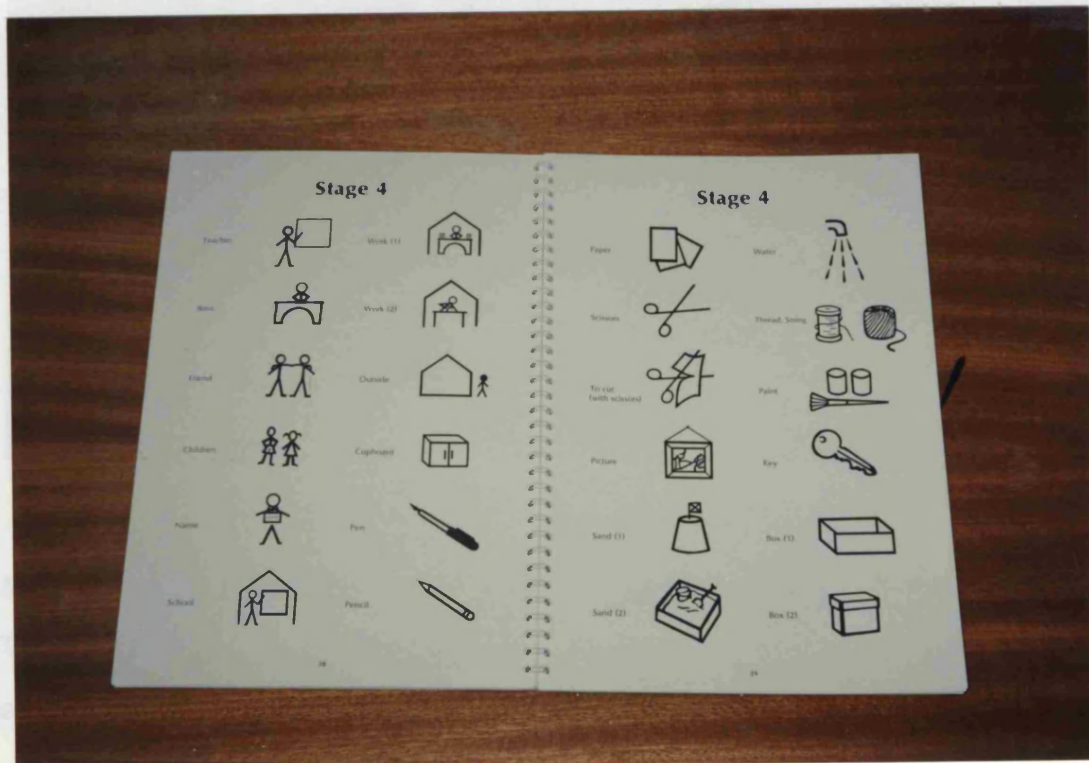 Stage 4
Teacher
Work (1)
Boss
Work (2)
Friend
Outside
Children
Cupboard
Name
Pen
School
Pencil
38
Stage 4
Paper
Water
Scissors
Thread, String
To cut
(with scissors)
Paint
Picture
Key
Sand (1)
Box (1)
Sand (2)
Box (2)
39